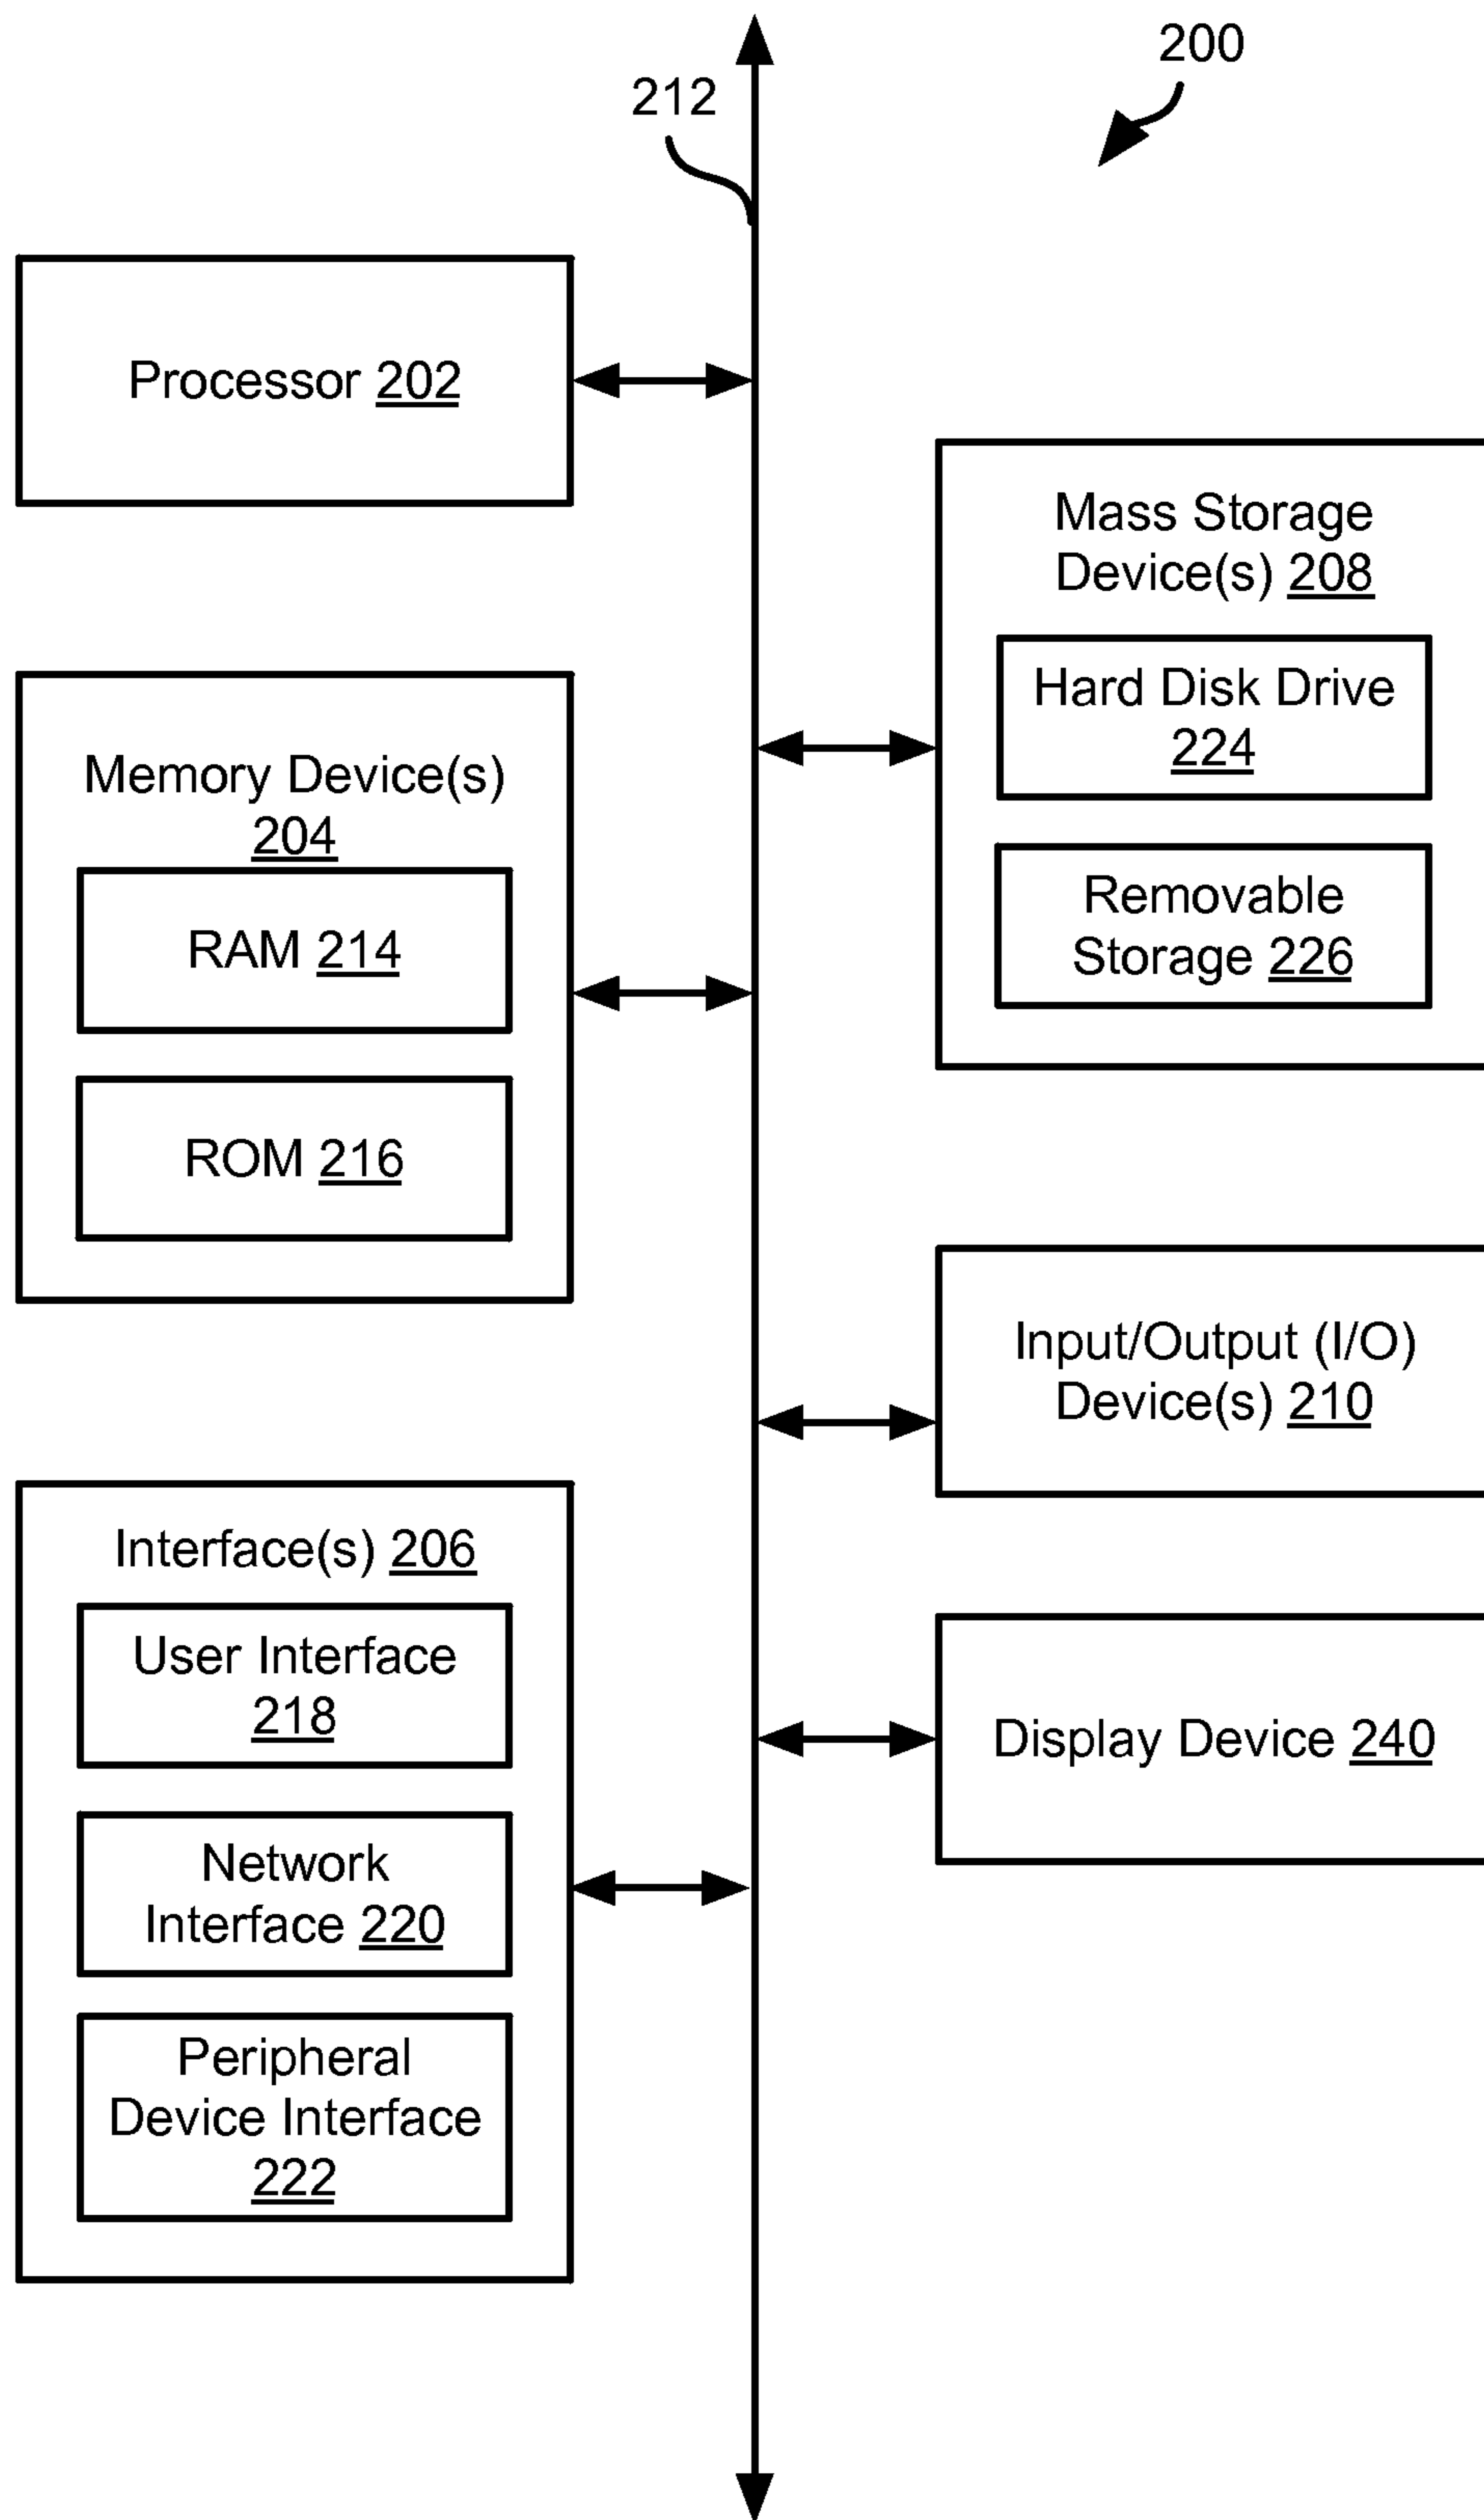 200
212
Processor 202
Mass Storage
Device(s) 208
Hard Disk Drive
224
Removable
Storage 226
Memory Device(s)
204
RAM 214
ROM 216
Input/Output (I/O)
Device(s) 210
Interface(s) 206
User Interface
218
Network
Interface 220
Peripheral
Device Interface
222
Display Device 240